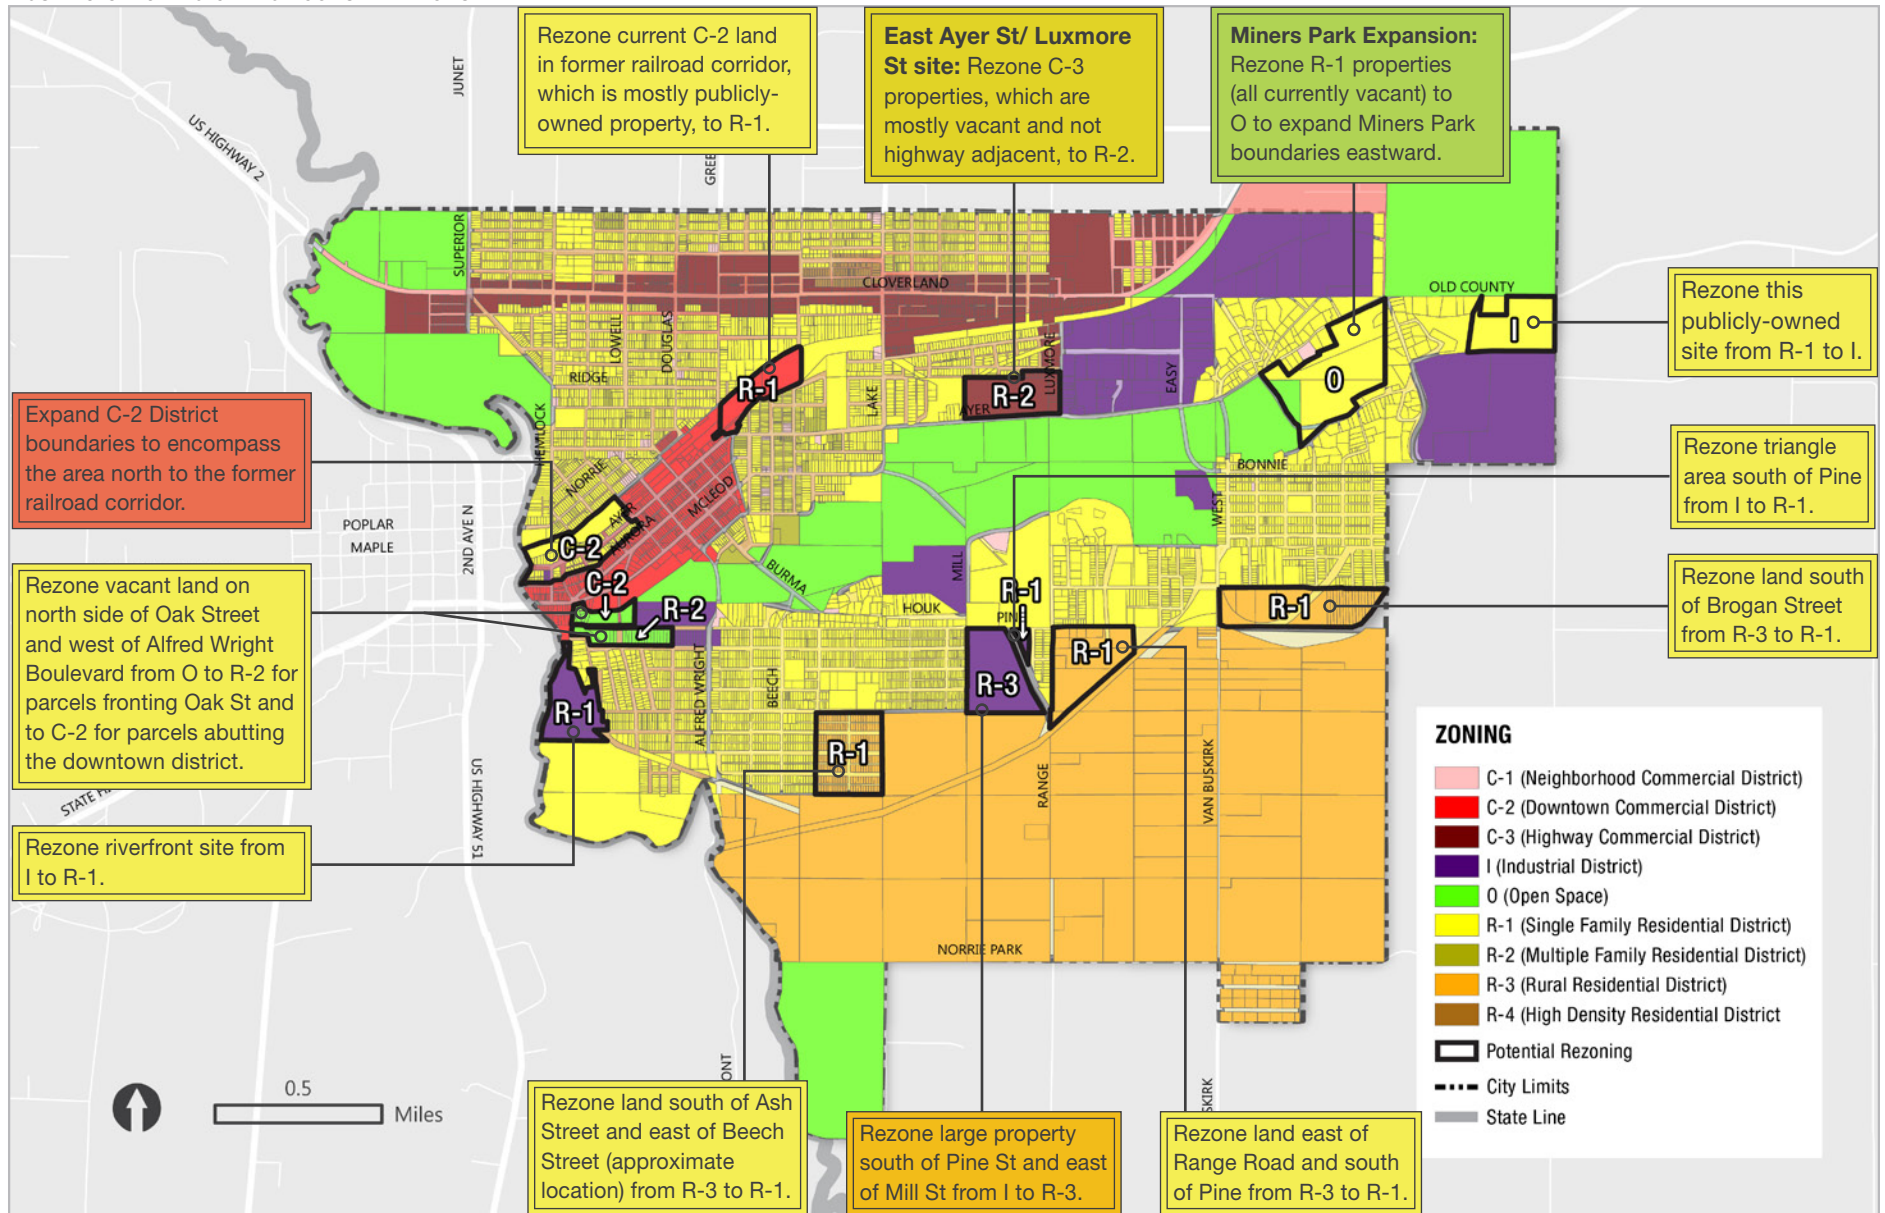 Rezone current C-2 land
in former railroad corridor,
which is mostly publicly-
owned property, to R-1.
East Ayer St/ Luxmore
St site: Rezone C-3
properties, which are
mostly vacant and not
highway adjacent, to R-2.
Miners Park Expansion:
Rezone R-1 properties
(all currently vacant) to
O to expand Miners Park
boundaries eastward.
Rezone this
publicly-owned
site from R-1 to I.
Expand C-2 District
boundaries to encompass
the area north to the former
railroad corridor.
Rezone triangle
area south of Pine
from I to R-1.
Rezone vacant land on
north side of Oak Street
and west of Alfred Wright
Boulevard from O to R-2 for
parcels fronting Oak St and
to C-2 for parcels abutting
the downtown district.
Rezone land south
of Brogan Street
from R-3 to R-1.
Rezone riverfront site from
I to R-1.
Rezone land south of Ash
Street and east of Beech
Street (approximate
location) from R-3 to R-1.
Rezone large property
south of Pine St and east
of Mill St from I to R-3.
Rezone land east of
Range Road and south
of Pine from R-3 to R-1.
JUNET
US HIGHWAY 2
SUPERIOR
CLOVERLAND
OLD COUNTY
LOWELL
DOUGLAS
RIDGE
LAKE
LUXMORE
EASY
AYER
HEMLOCK
NORRIE
MCLEOD
AYER
AURORA
BONNIE
WEST
POPLAR
MAPLE
2ND AVE N
BURMA
MILL
HOUK
PINE
ALFRED WRIGHT
BEECH
US HIGHWAY 51
RANGE
VAN BUSKIRK
NORRIE PARK
R-1
R-2
O
I
C-2
C-2
R-2
R-1
R-1
R-1
R-3
R-1
R-1
0.5
Miles
ZONING
C-1 (Neighborhood Commercial District)
C-2 (Downtown Commercial District)
C-3 (Highway Commercial District)
I (Industrial District)
O (Open Space)
R-1 (Single Family Residential District)
R-2 (Multiple Family Residential District)
R-3 (Rural Residential District)
R-4 (High Density Residential District
Potential Rezoning
City Limits
State Line